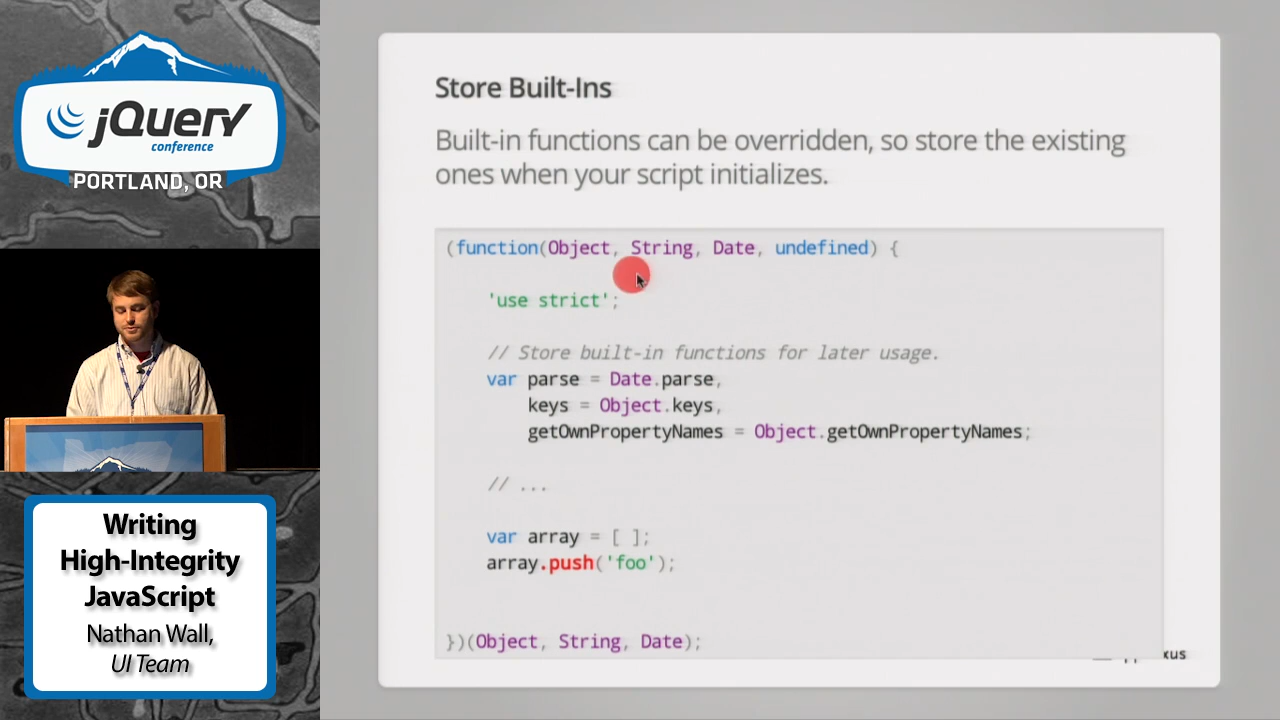 jQuery
conference
PORTLAND, OR
Writing
High-Integrity
JavaScript
Nathan Wall,
UI Team
Store Built-Ins
Built-in functions can be overridden, so store the existing
ones when your script initializes.
(function(Object, String, Date, undefined) {
'use strict';
// Store built-in functions for later usage.
var parse = Date.parse,
keys = Object.keys,
getOwnPropertyNames = Object.getOwnPropertyNames;
// ...
var array = [ ];
array.push('foo');
})(Object, String, Date);